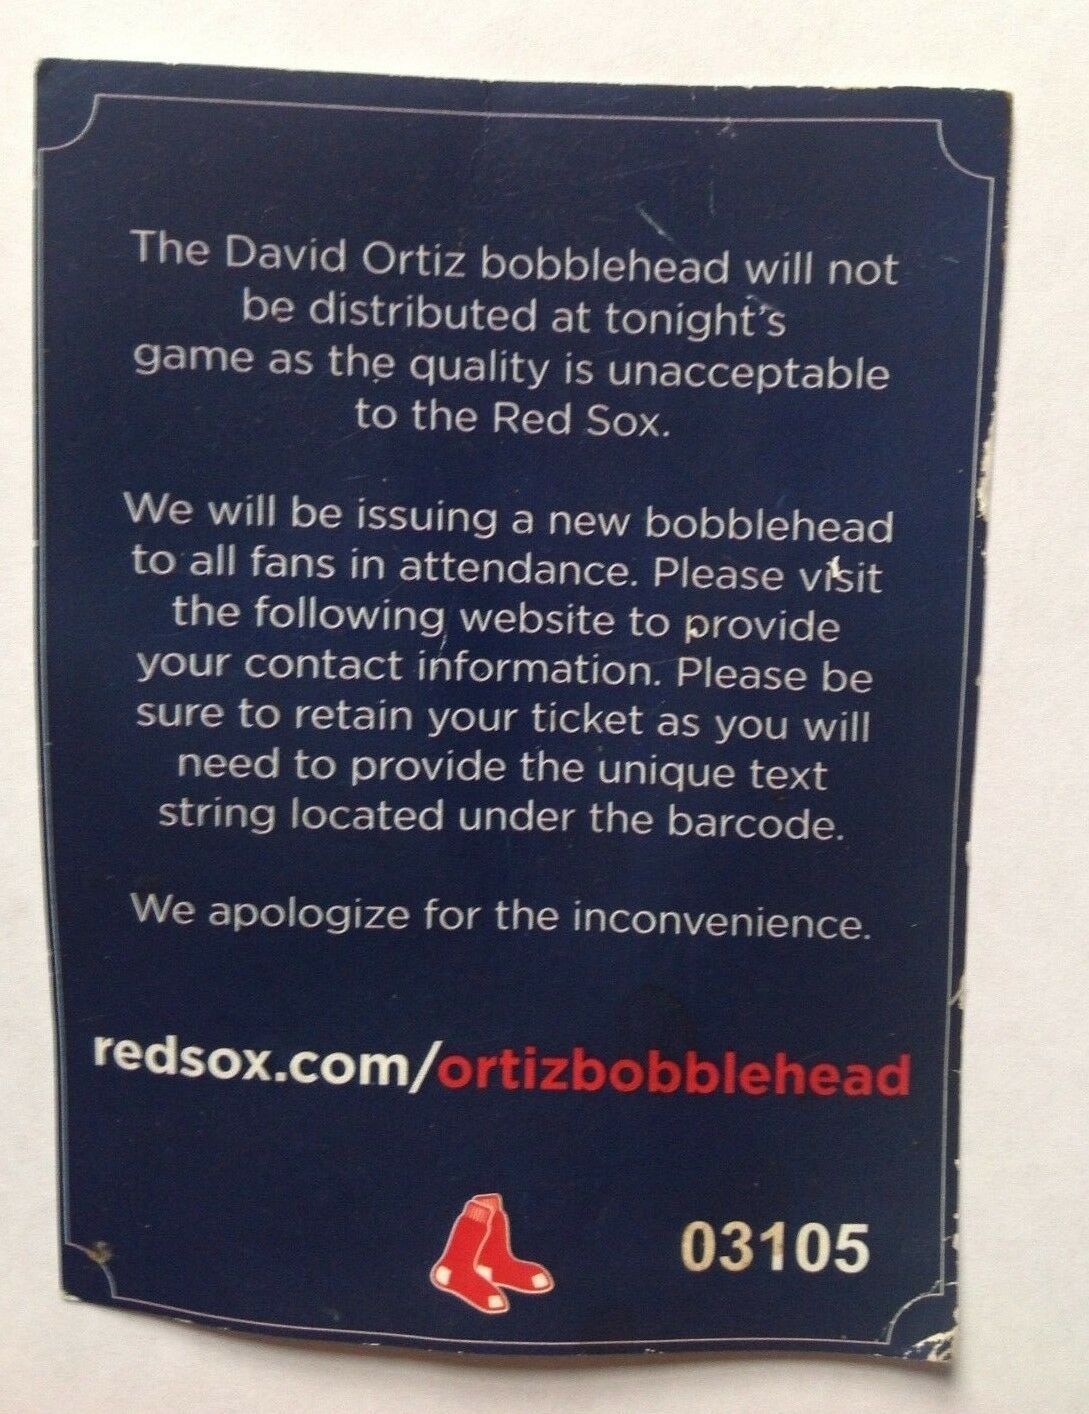 The David Ortiz bobblehead will not
be distributed at tonight's
game as the quality is unacceptable
to the Red Sox.
We will be issuing a new bobblehead
to all fans in attendance. Please visit
the following website to provide
your contact information. Please be
sure to retain your ticket as you will
need to provide the unique text
string located under the barcode.
We apologize for the inconvenience.
redsox.com/ortizbobblehead
03105